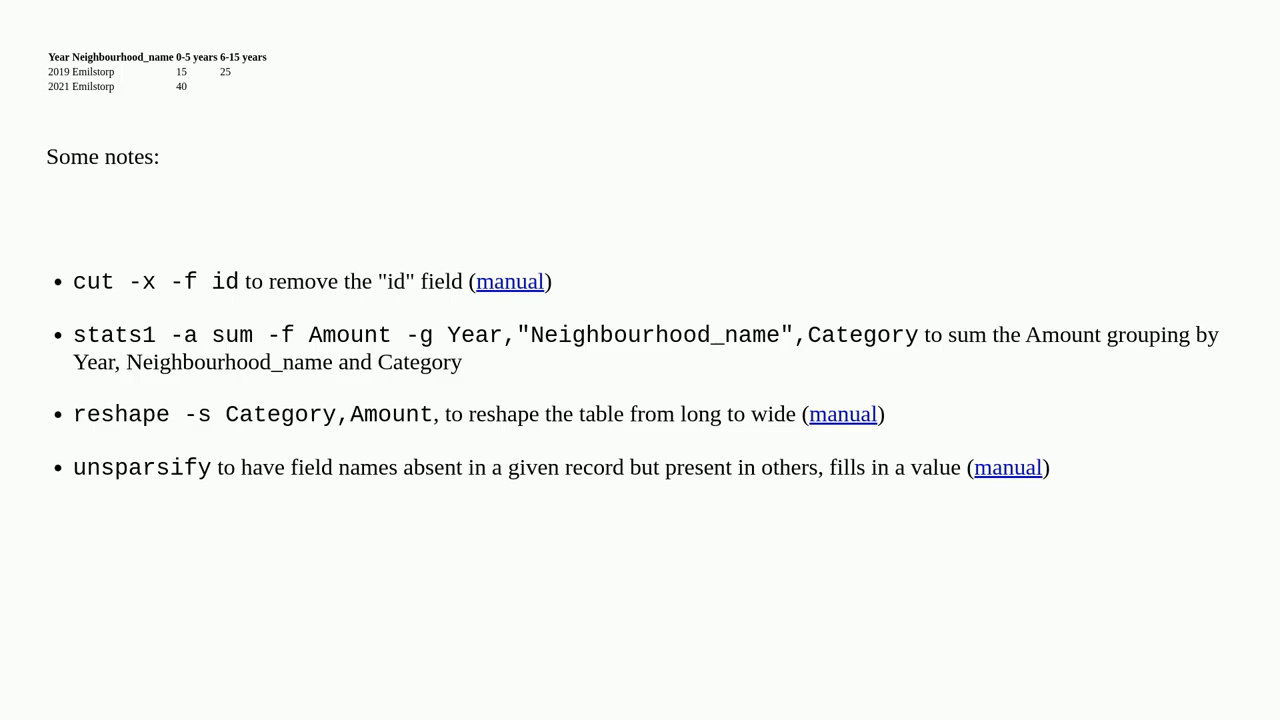 Year Neighbourhood_name 0-5 years 6-15 years
2019 Emilstorp 15 25
2021 Emilstorp 40
Some notes:
• cut -x -f id to remove the "id" field (manual)
• stats1 -a sum -f Amount -g Year,"Neighbourhood_name",Category to sum the Amount grouping by
Year, Neighbourhood_name and Category
• reshape -s Category,Amount, to reshape the table from long to wide (manual)
• unsparsify to have field names absent in a given record but present in others, fills in a value (manual)